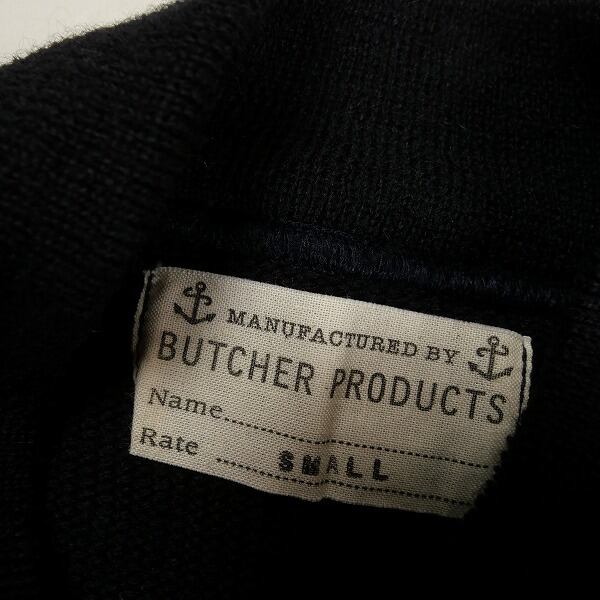 MANUFACTURED BY
BUTCHER PRODUCTS
Name....................................
Rate ............SMALL............